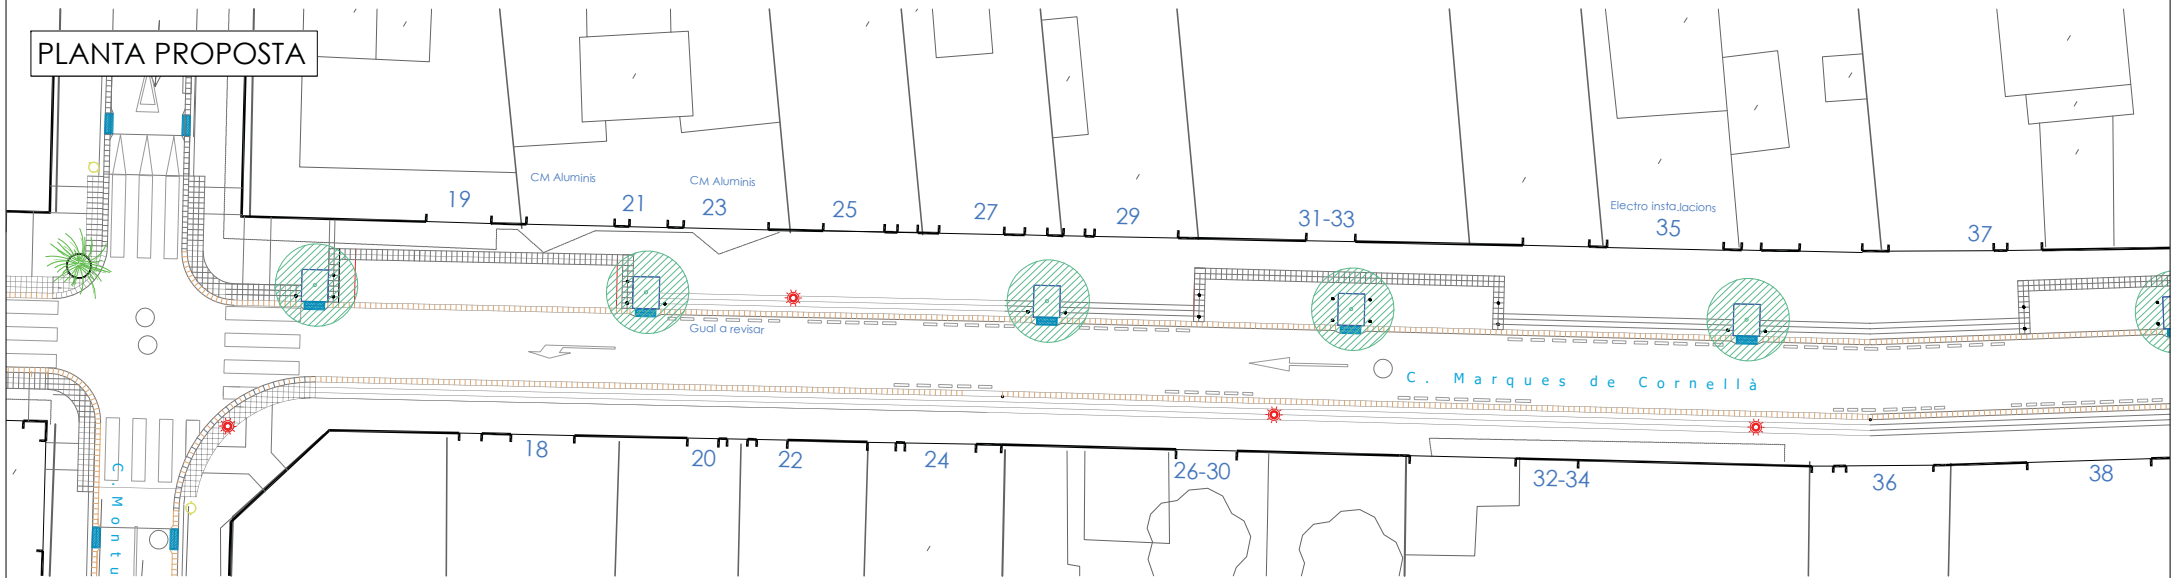 PLANTA PROPOSTA
19
CM Aluminis
21
CM Aluminis
23
25
27
29
31-33
Electro insta.lacions
35
37
Gual a revisar
C. Marques de Cornellà
18
20
22
24
26-30
32-34
36
38
C. Montu